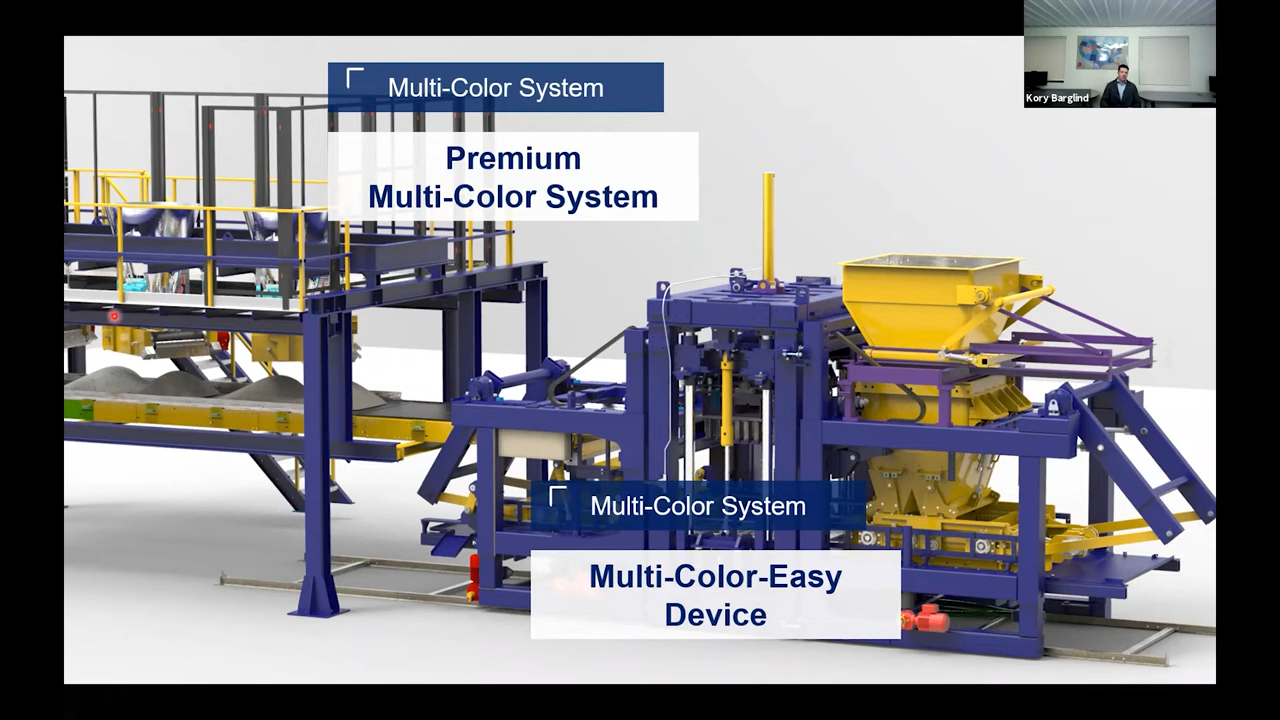 Multi-Color System
Premium
Multi-Color System
Kory Barglind
Multi-Color System
Multi-Color-Easy
Device